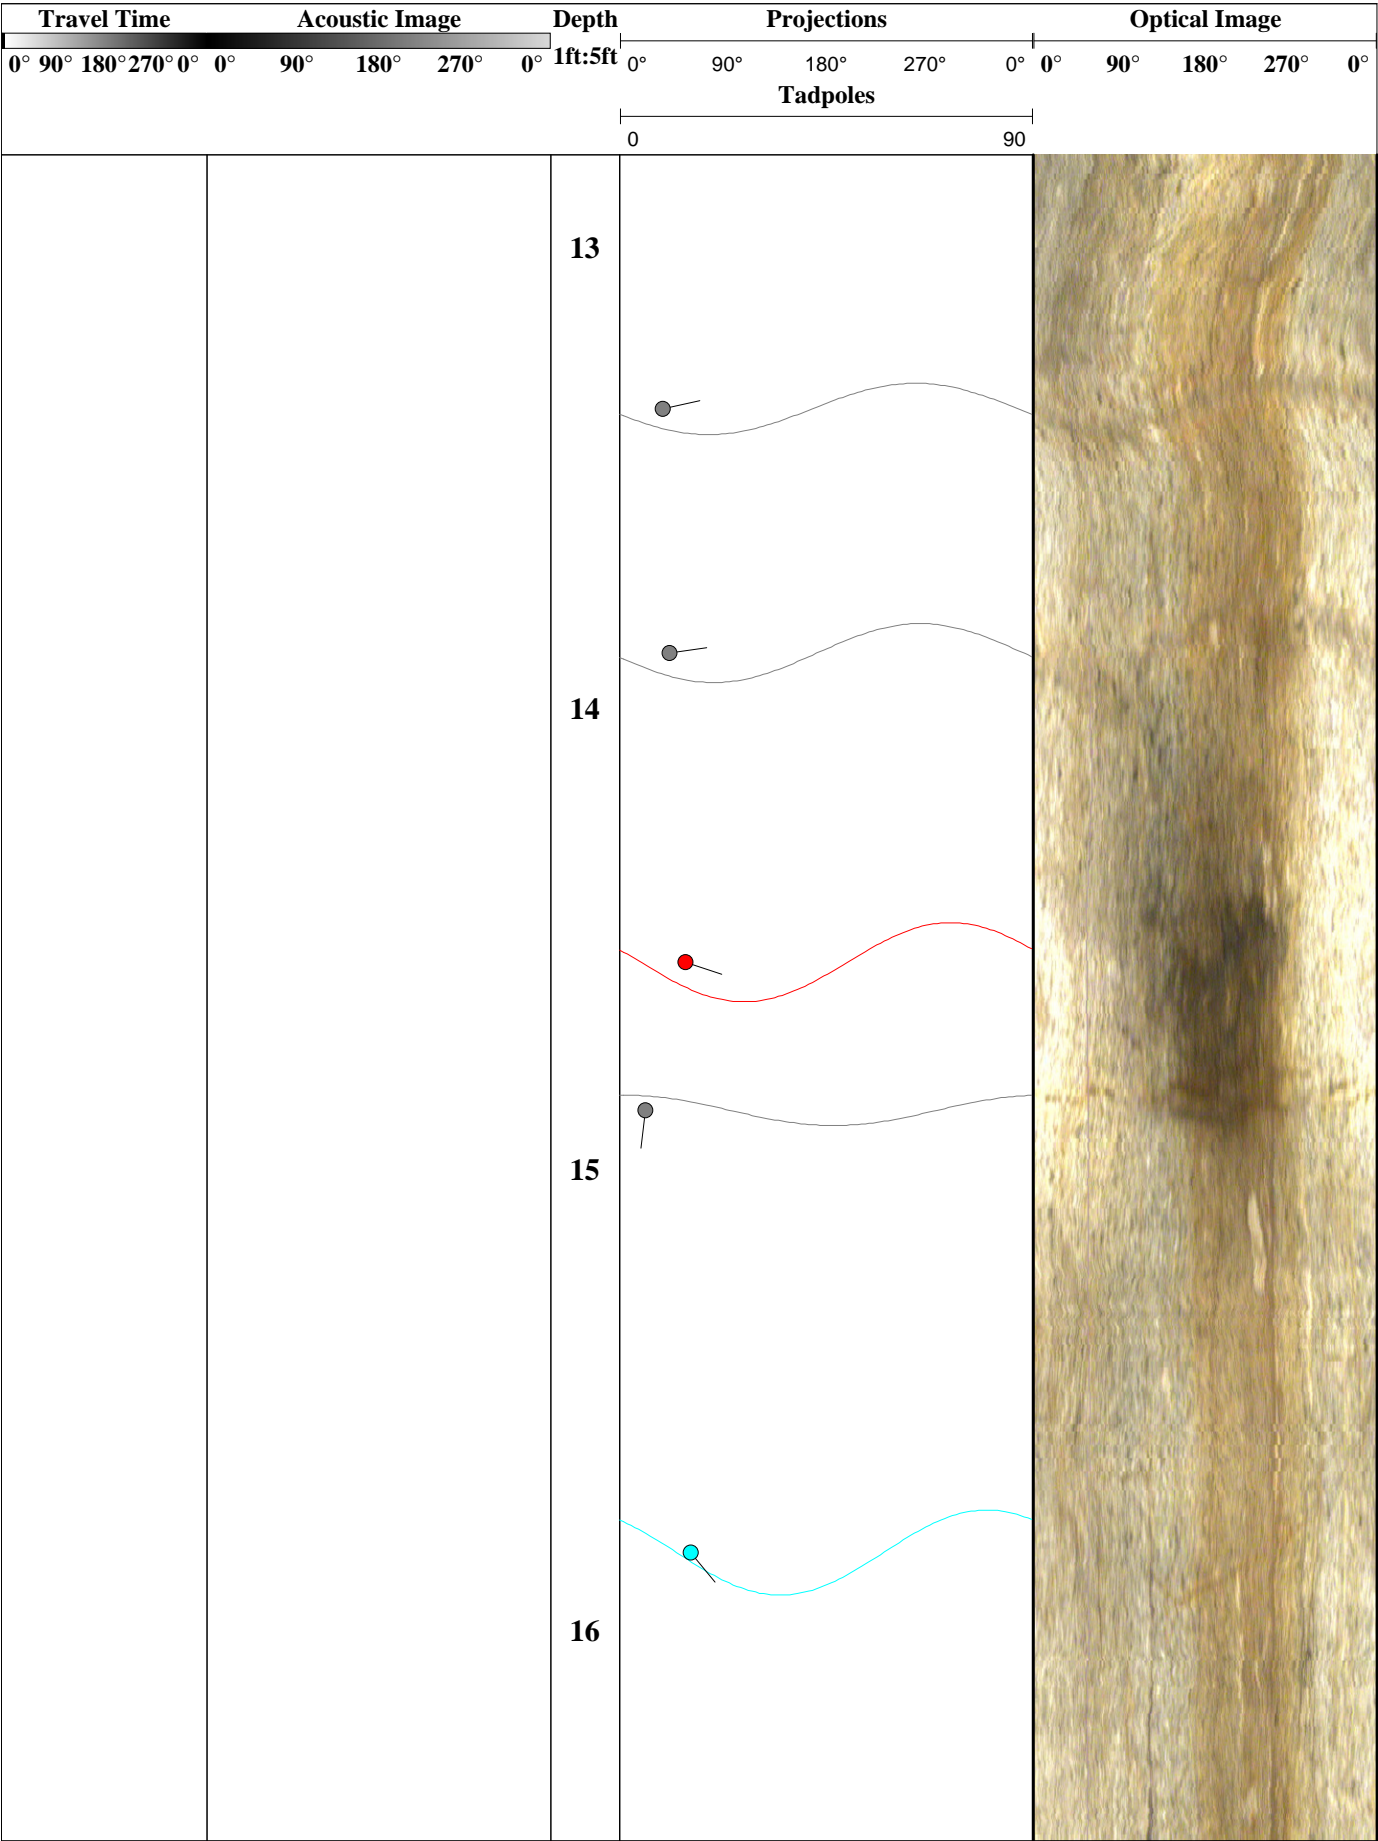 Travel Time Acoustic Image Depth Projections Optical Image
0° 90° 180° 270° 0° 0° 90° 180° 270° 0° 1ft:5ft 0° 90° 180° 270° 0° 0° 90° 180° 270° 0°
Tadpoles
0 90
13
14
15
16